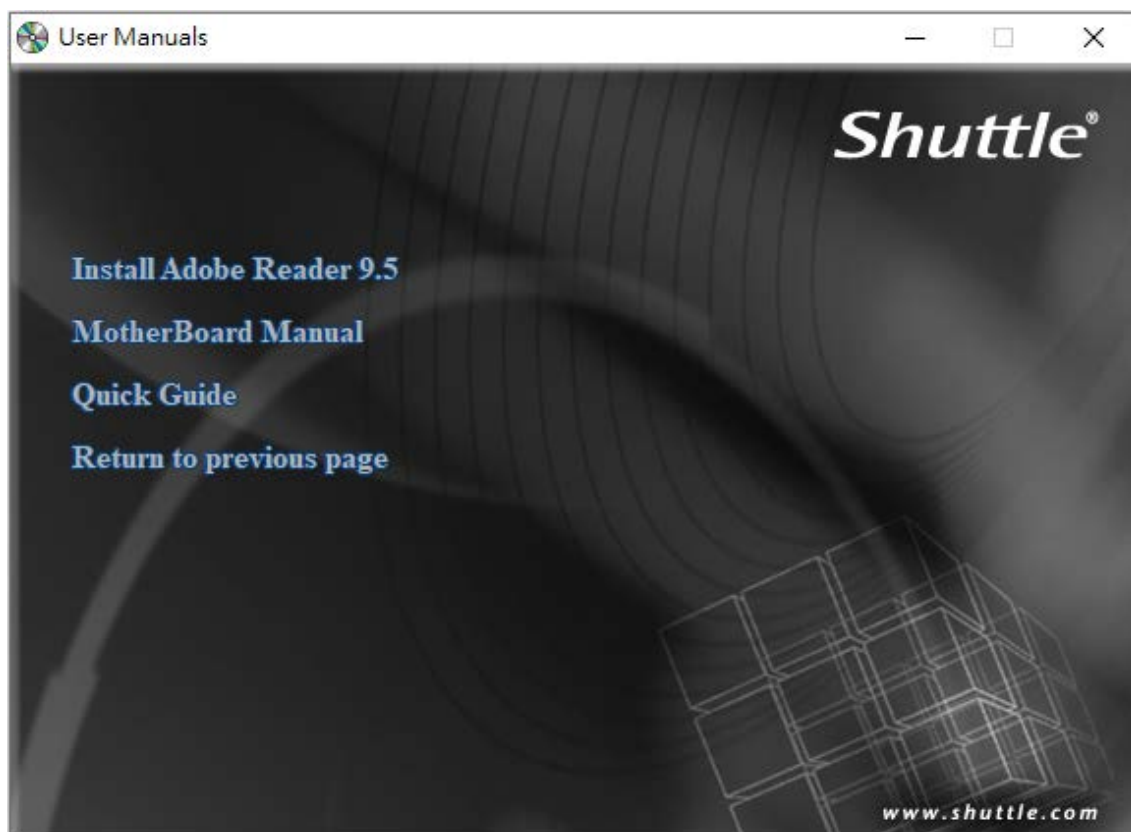 User Manuals
Shuttle®
Install Adobe Reader 9.5
MotherBoard Manual
Quick Guide
Return to previous page
www.shuttle.com